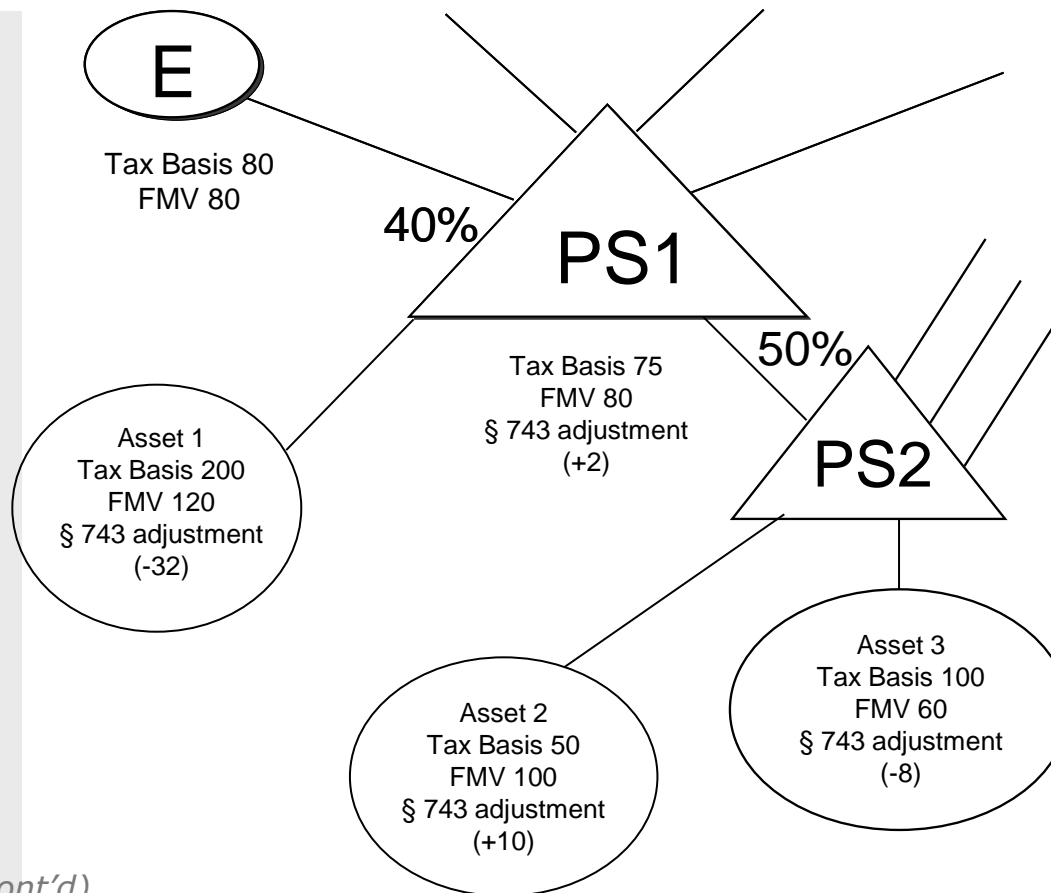 E
Tax Basis 80
FMV 80
40%
PS1
50%
Tax Basis 75
FMV 80
§ 743 adjustment
(+2)
PS2
Asset 1
Tax Basis 200
FMV 120
§ 743 adjustment
(-32)
Asset 2
Tax Basis 50
FMV 100
§ 743 adjustment
(+10)
Asset 3
Tax Basis 100
FMV 60
§ 743 adjustment
(-8)
ont'd)